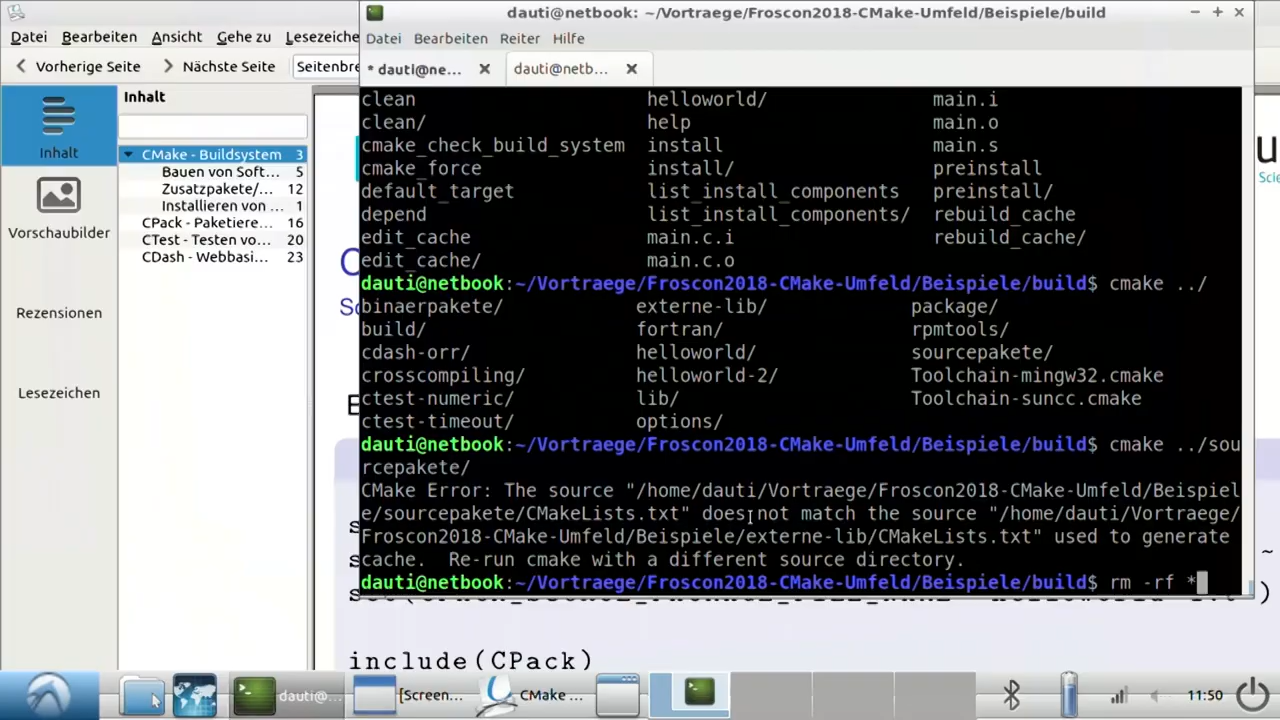 dauti@netbook: ~/Vortraege/Froscon2018-CMake-Umfeld/Beispiele/build
Datei Bearbeiten Ansicht Gehe zu Lesezeiche
Datei Bearbeiten Reiter Hilfe
Vorherige Seite Nächste Seite Seitenbre
* dauti@ne... dauti@netb...
Inhalt
Inhalt
CMake - Buildsystem 3
Bauen von Soft... 5
Zusatzpakete/... 12
Installieren von ... 1
CPack - Paketiere... 16
CTest - Testen vo... 20
CDash - Webbasi... 23
Vorschaubilder
Rezensionen
Lesezeichen
clean helloworld/ main.i
clean/ help main.o
cmake_check_build_system install main.s
cmake_force install/ preinstall
default_target list_install_components preinstall/
depend list_install_components/ rebuild_cache
edit_cache main.c.i rebuild_cache/
edit_cache/ main.c.o
dauti@netbook:~/Vortraege/Froscon2018-CMake-Umfeld/Beispiele/build$ cmake ../
binaerpakete/ externe-lib/ package/
build/ fortran/ rpmtools/
cdash-orr/ helloworld/ sourcepakete/
crosscompiling/ helloworld-2/ Toolchain-mingw32.cmake
ctest-numeric/ lib/ Toolchain-suncc.cmake
ctest-timeout/ options/
dauti@netbook:~/Vortraege/Froscon2018-CMake-Umfeld/Beispiele/build$ cmake ../sou
rcepakete/
CMake Error: The source "/home/dauti/Vortraege/Froscon2018-CMake-Umfeld/Beispiel
e/sourcepakete/CMakeLists.txt" does not match the source "/home/dauti/Vortraege/
Froscon2018-CMake-Umfeld/Beispiele/externe-lib/CMakeLists.txt" used to generate
cache.  Re-run cmake with a different source directory.
dauti@netbook:~/Vortraege/Froscon2018-CMake-Umfeld/Beispiele/build$ rm -rf *
include(CPack)
dauti@... [Screen... CMake ... 11:50